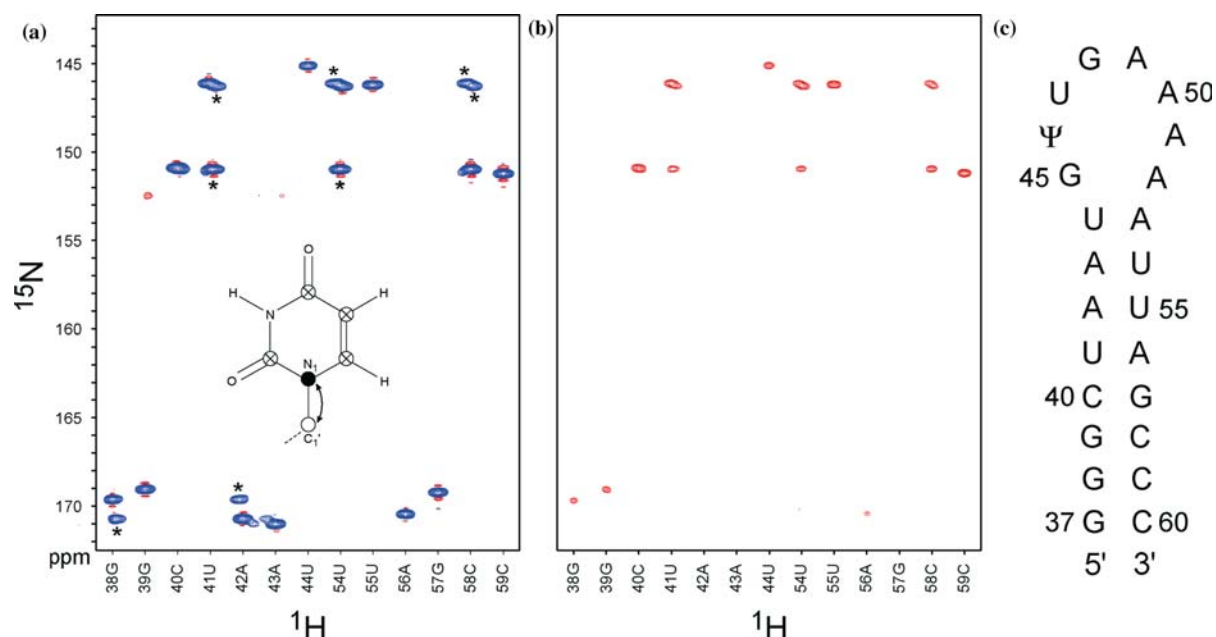 (a)
(b)
(c)
145
150
155
160
165
170
ppm
15N
* * * * * * * * *
O
H
N
H
O
N1
H
C1'
38G 39G 40C 41U 42A 43A 44U 54U 55U 56A 57G 58C 59C
1H
38G 39G 40C 41U 42A 43A 44U 54U 55U 56A 57G 58C 59C
1H
G A
U A 50
Ψ A
45 G A
U A
A U
A U 55
U A
40 C G
G C
G C
37 G C 60
5' 3'